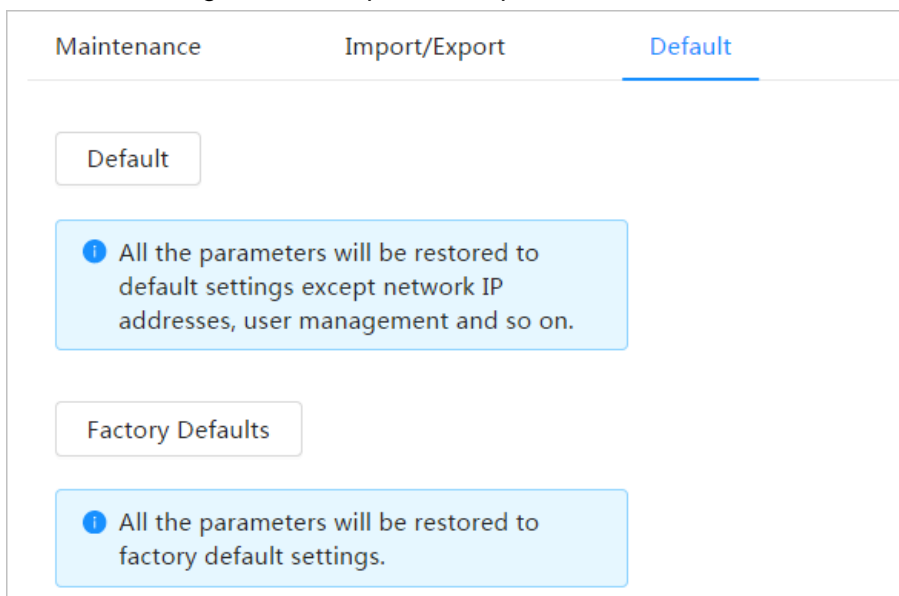 Maintenance Import/Export Default
Default
All the parameters will be restored to
default settings except network IP
addresses, user management and so on.
Factory Defaults
All the parameters will be restored to
factory default settings.